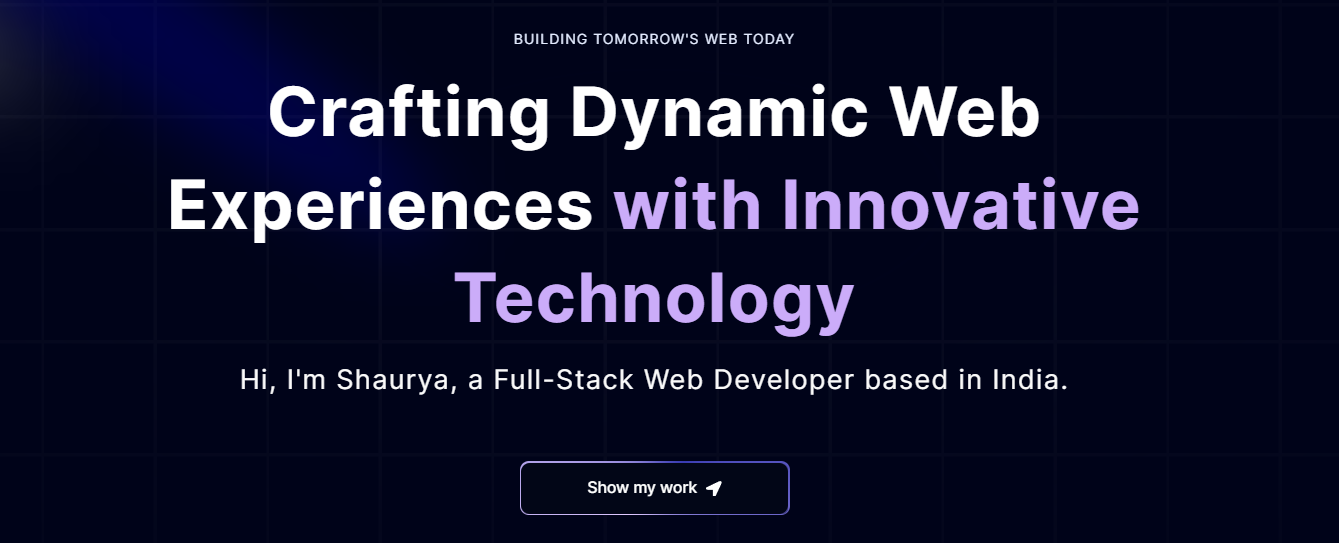 BUILDING TOMORROW'S WEB TODAY
Crafting Dynamic Web
Experiences with Innovative
Technology
Hi, I'm Shaurya, a Full-Stack Web Developer based in India.
Show my work